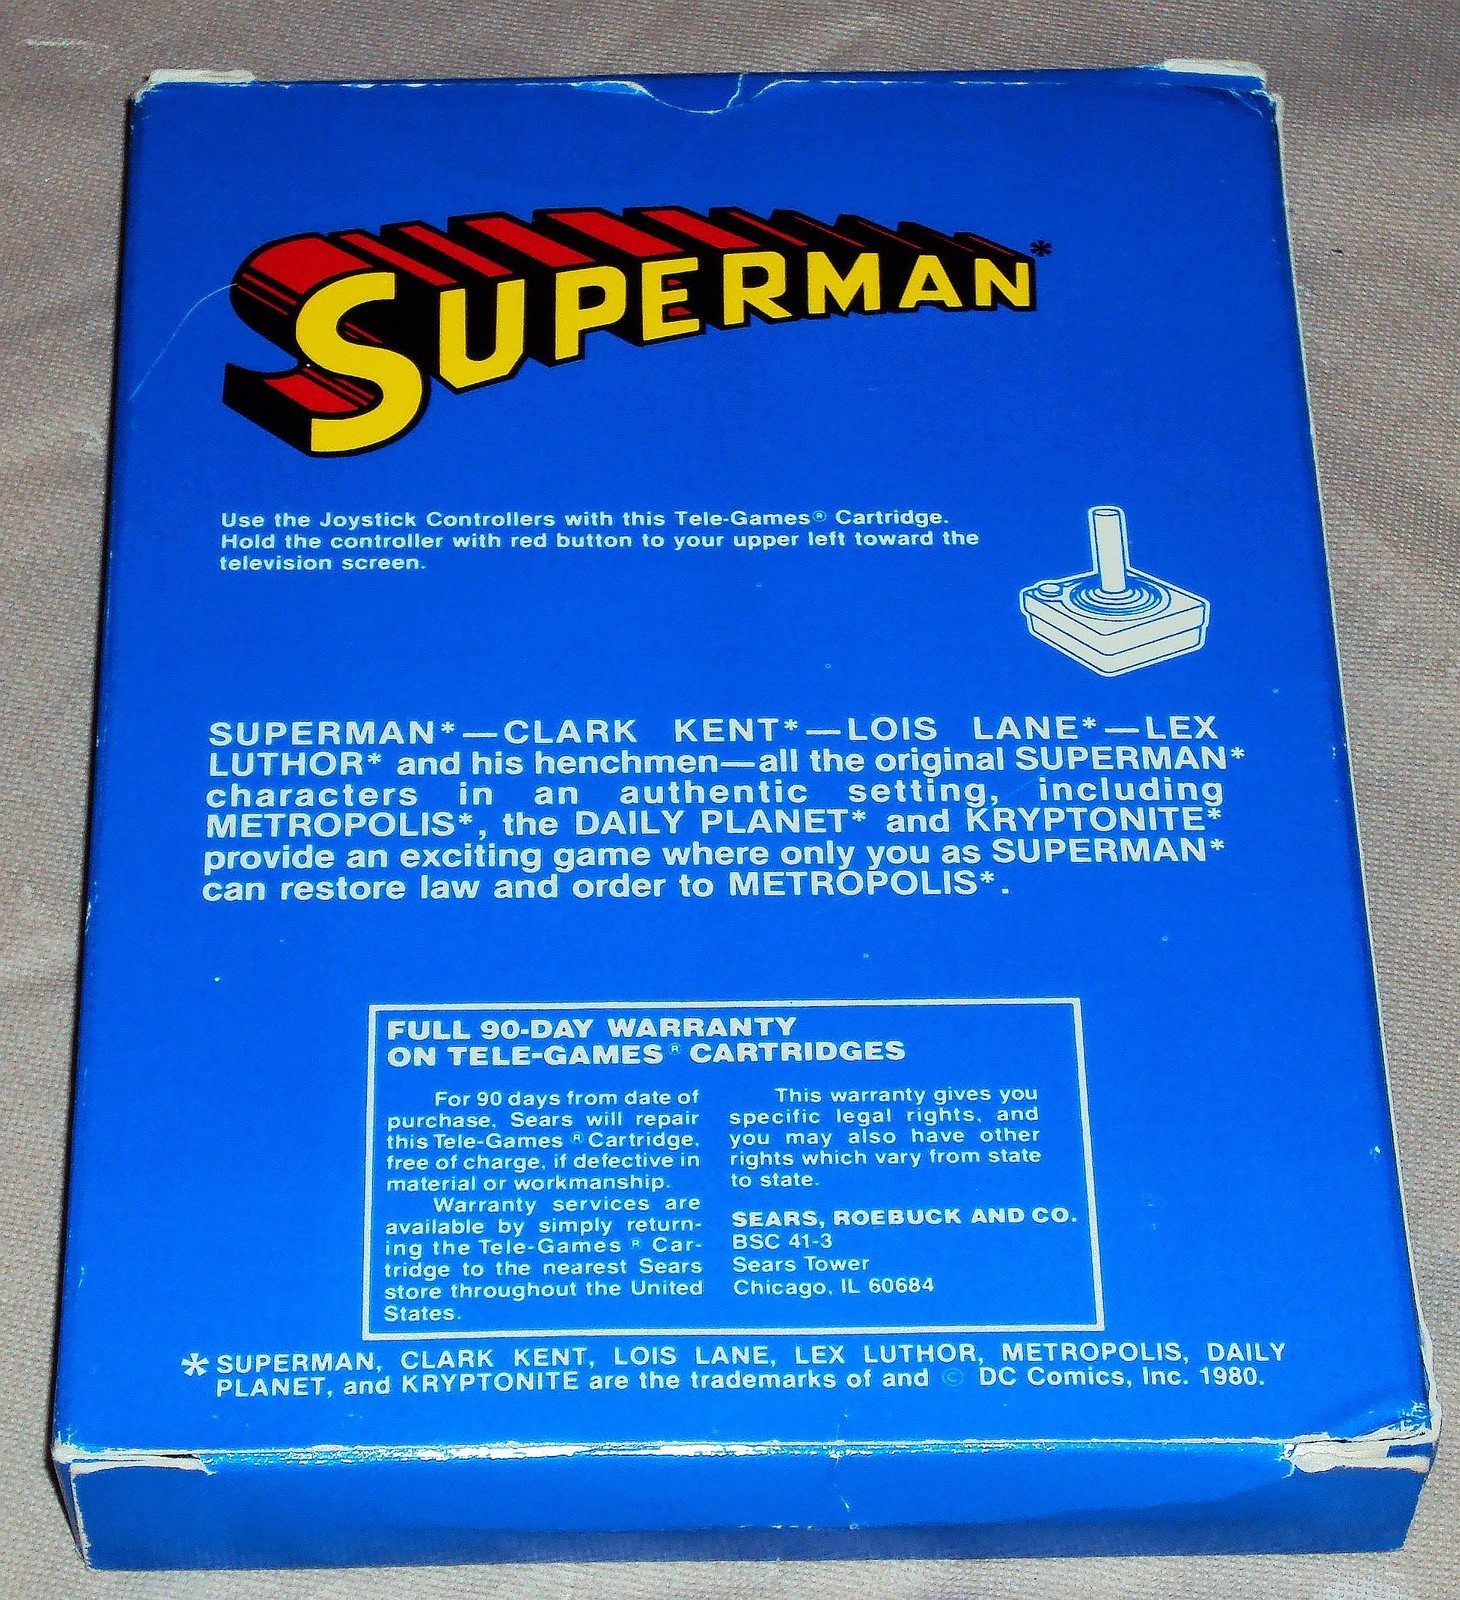 SUPERMAN*
Use the Joystick Controllers with this Tele-Games® Cartridge.
Hold the controller with red button to your upper left toward the
television screen.
SUPERMAN*—CLARK KENT*—LOIS LANE*—LEX
LUTHOR* and his henchmen—all the original SUPERMAN*
characters in an authentic setting, including
METROPOLIS*, the DAILY PLANET* and KRYPTONITE*
provide an exciting game where only you as SUPERMAN*
can restore law and order to METROPOLIS*.
FULL 90-DAY WARRANTY
ON TELE-GAMES® CARTRIDGES
For 90 days from date of
purchase, Sears will repair
this Tele-Games® Cartridge,
free of charge, if defective in
material or workmanship.
Warranty services are
available by simply return-
ing the Tele-Games® Car-
tridge to the nearest Sears
store throughout the United
States.
This warranty gives you
specific legal rights, and
you may also have other
rights which vary from state
to state.
SEARS, ROEBUCK AND CO.
BSC 41-3
Sears Tower
Chicago, IL 60684
*SUPERMAN, CLARK KENT, LOIS LANE, LEX LUTHOR, METROPOLIS, DAILY
PLANET, and KRYPTONITE are the trademarks of and © DC Comics, Inc. 1980.